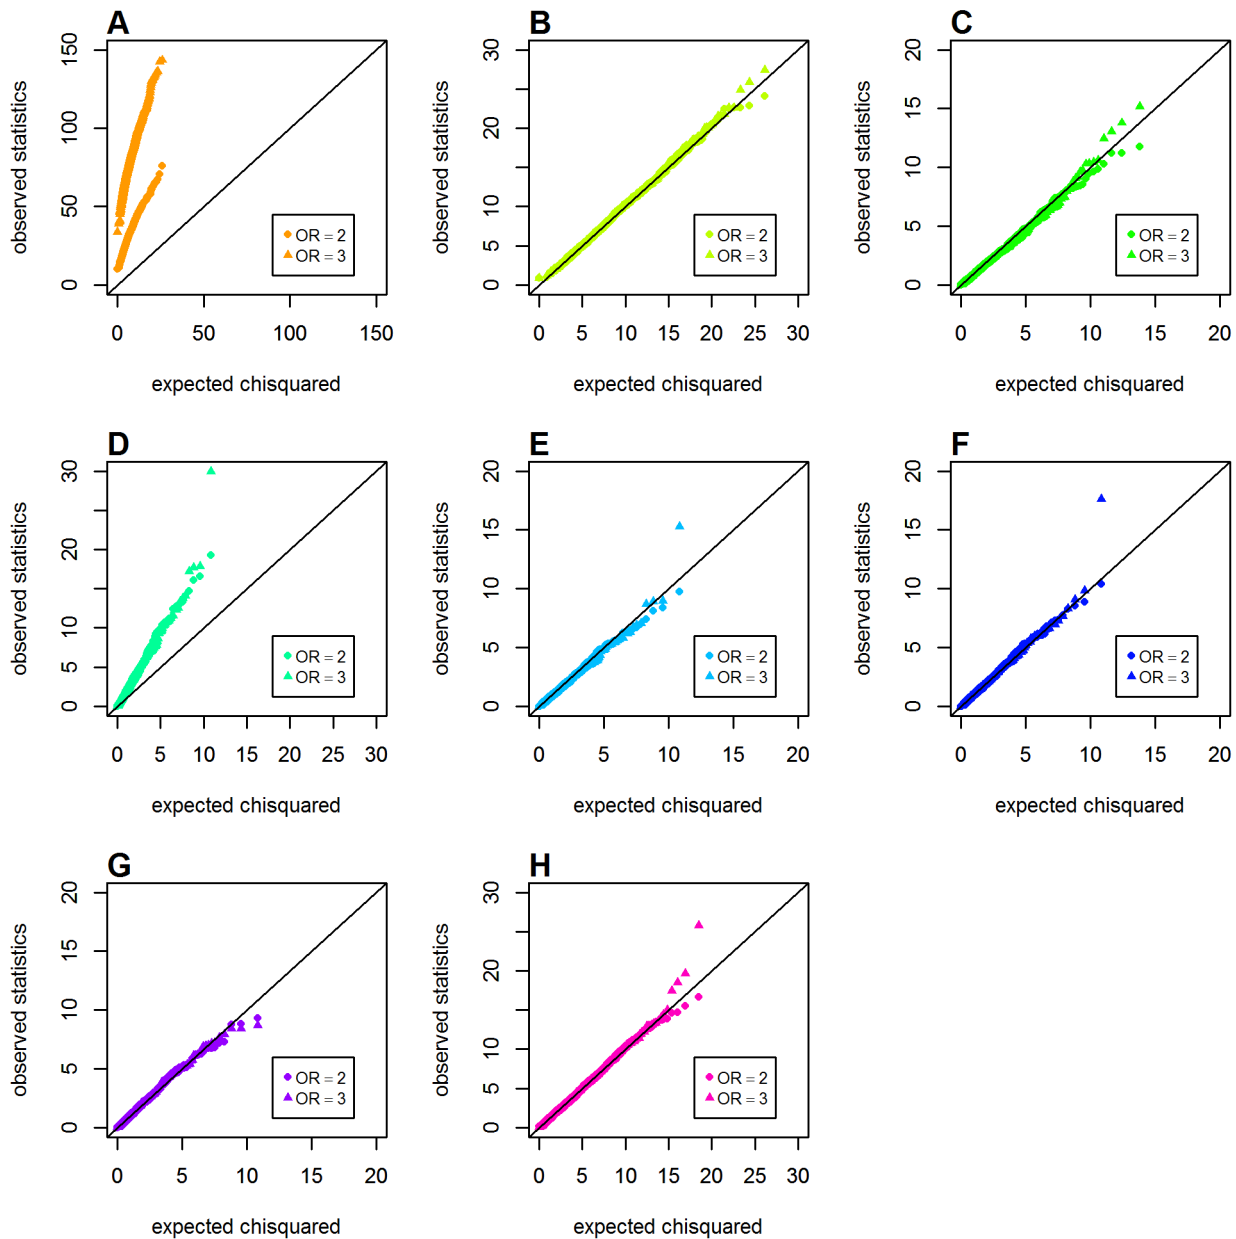 A
observed statistics
0 50 100 150
OR = 2
OR = 3
0 50 100 150
expected chisquared
B
observed statistics
0 5 10 20 30
OR = 2
OR = 3
0 5 10 15 20 25 30
expected chisquared
C
observed statistics
0 5 10 15 20
OR = 2
OR = 3
0 5 10 15 20
expected chisquared
D
observed statistics
0 5 10 20 30
OR = 2
OR = 3
0 5 10 15 20 25 30
expected chisquared
E
observed statistics
0 5 10 15 20
OR = 2
OR = 3
0 5 10 15 20
expected chisquared
F
observed statistics
0 5 10 15 20
OR = 2
OR = 3
0 5 10 15 20
expected chisquared
G
observed statistics
0 5 10 15 20
OR = 2
OR = 3
0 5 10 15 20
expected chisquared
H
observed statistics
0 5 10 20 30
OR = 2
OR = 3
0 5 10 15 20 25 30
expected chisquared